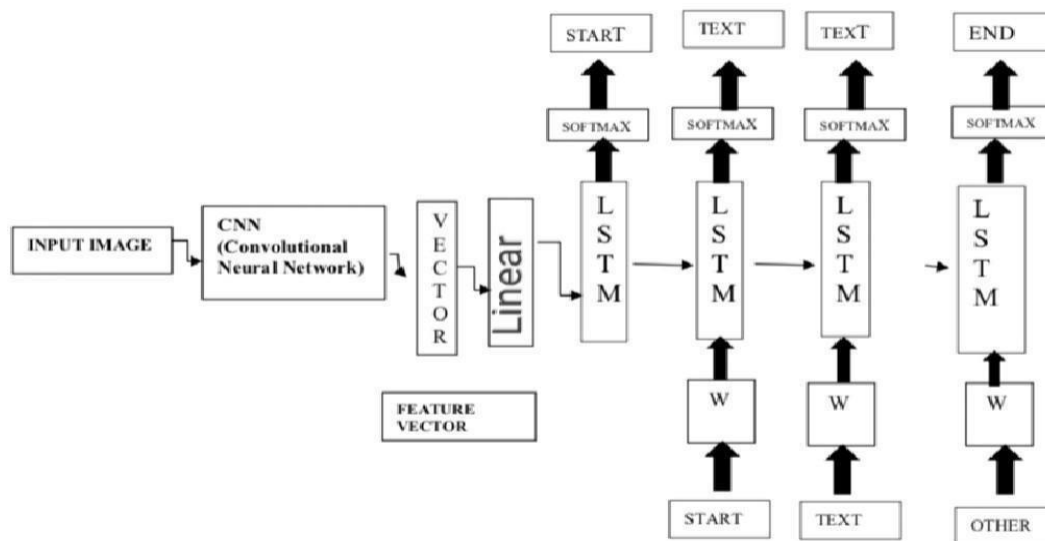 START TEXT TEXT END
SOFTMAX SOFTMAX SOFTMAX SOFTMAX
INPUT IMAGE
CNN
(Convolutional
Neural Network)
VECTOR
Linear
LSTM
LSTM
LSTM
LSTM
FEATURE
VECTOR
W W W
START TEXT OTHER